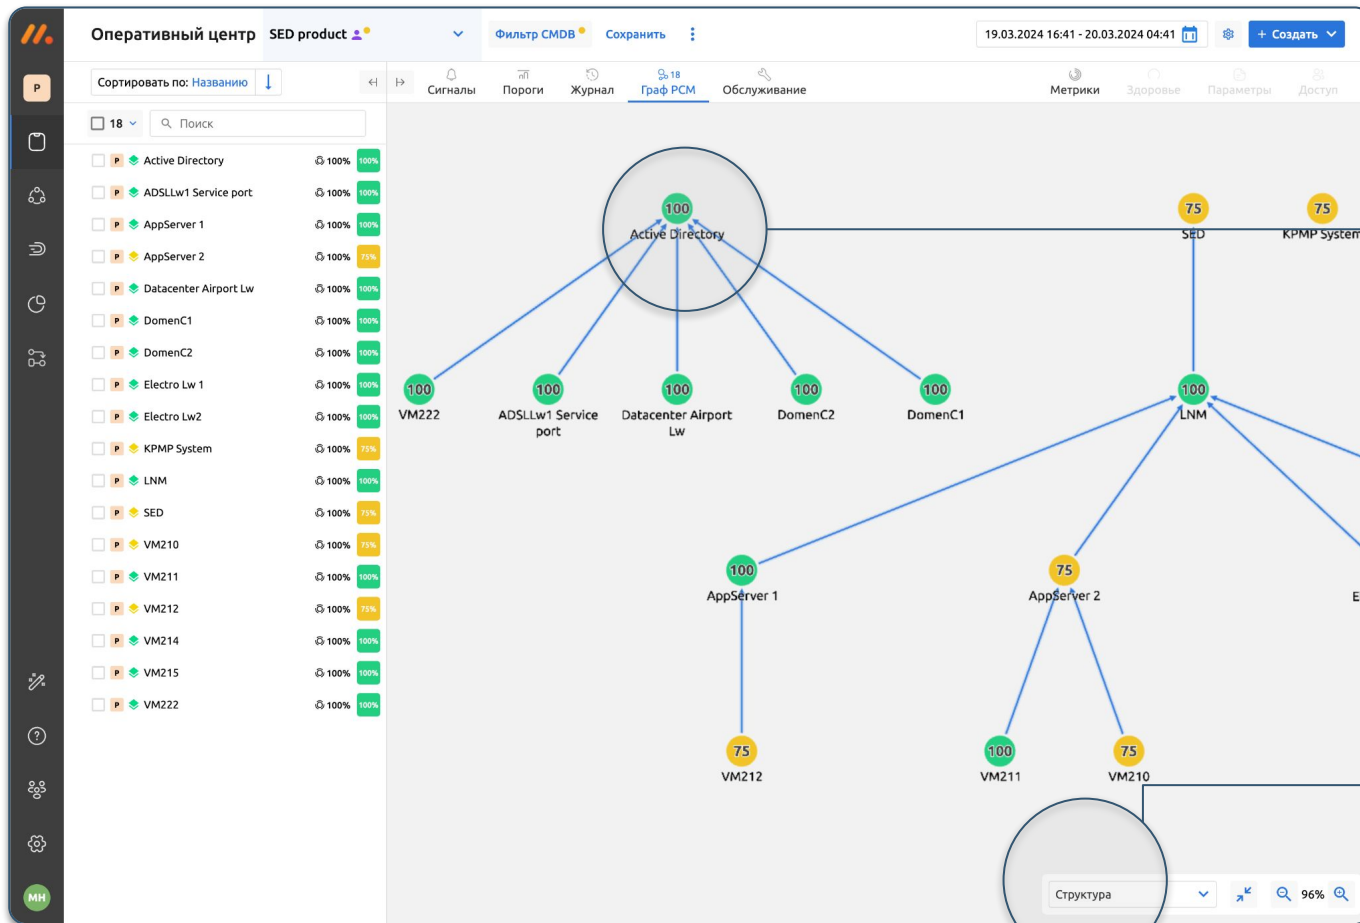 Оперативный центр SED product Фильтр CMDB Сохранить 19.03.2024 16:41 - 20.03.2024 04:41 + Создать
P
Сортировать по: Названию
Сигналы Пороги Журнал 18 Граф РСМ Обслуживание Метрики Здоровье Параметры Доступ
18 Поиск
P Active Directory 100% 100%
P ADSLLw1 Service port 100% 100%
P AppServer 1 100% 100%
P AppServer 2 100% 75%
P Datacenter Airport Lw 100% 100%
P DomenC1 100% 100%
P DomenC2 100% 100%
P Electro Lw 1 100% 100%
P Electro Lw2 100% 100%
P KPMP System 100% 75%
P LNM 100% 100%
P SED 100% 75%
P VM210 100% 75%
P VM211 100% 100%
P VM212 100% 75%
P VM214 100% 100%
P VM215 100% 100%
P VM222 100% 100%
МН
100 75 75
Active Directory SED KPMP System
100 100 100 100 100 100
VM222 ADSLLw1 Service Datacenter Airport DomenC2 DomenC1 LNM
port Lw
100 75
AppServer 1 AppServer 2 E
75 100 75
VM212 VM211 VM210
Структура 96%